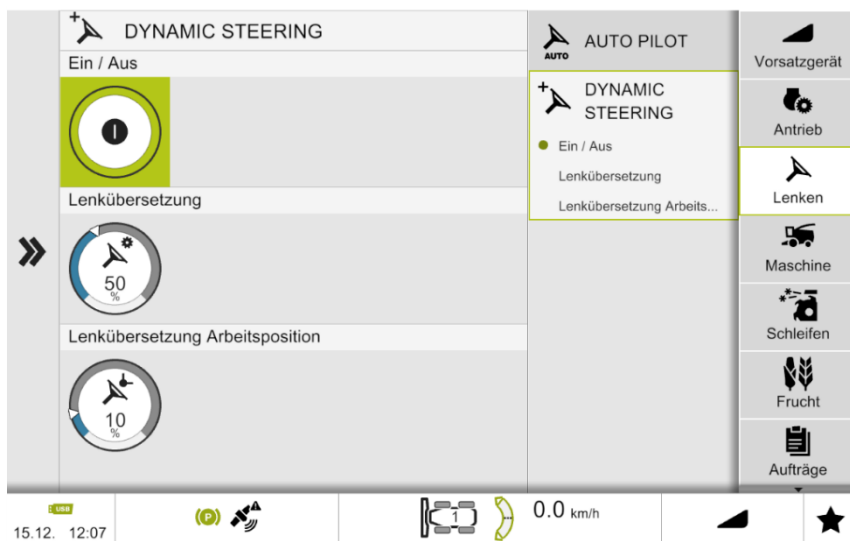 DYNAMIC STEERING
Ein / Aus
Lenkübersetzung
50
%
Lenkübersetzung Arbeitsposition
10
%
AUTO
AUTO PILOT
DYNAMIC
STEERING
Ein / Aus
Lenkübersetzung
Lenkübersetzung Arbeits...
Vorsatzgerät
Antrieb
Lenken
Maschine
Schleifen
Frucht
Aufträge
USB
15.12. 12:07
(P)
A
1
0.0 km/h